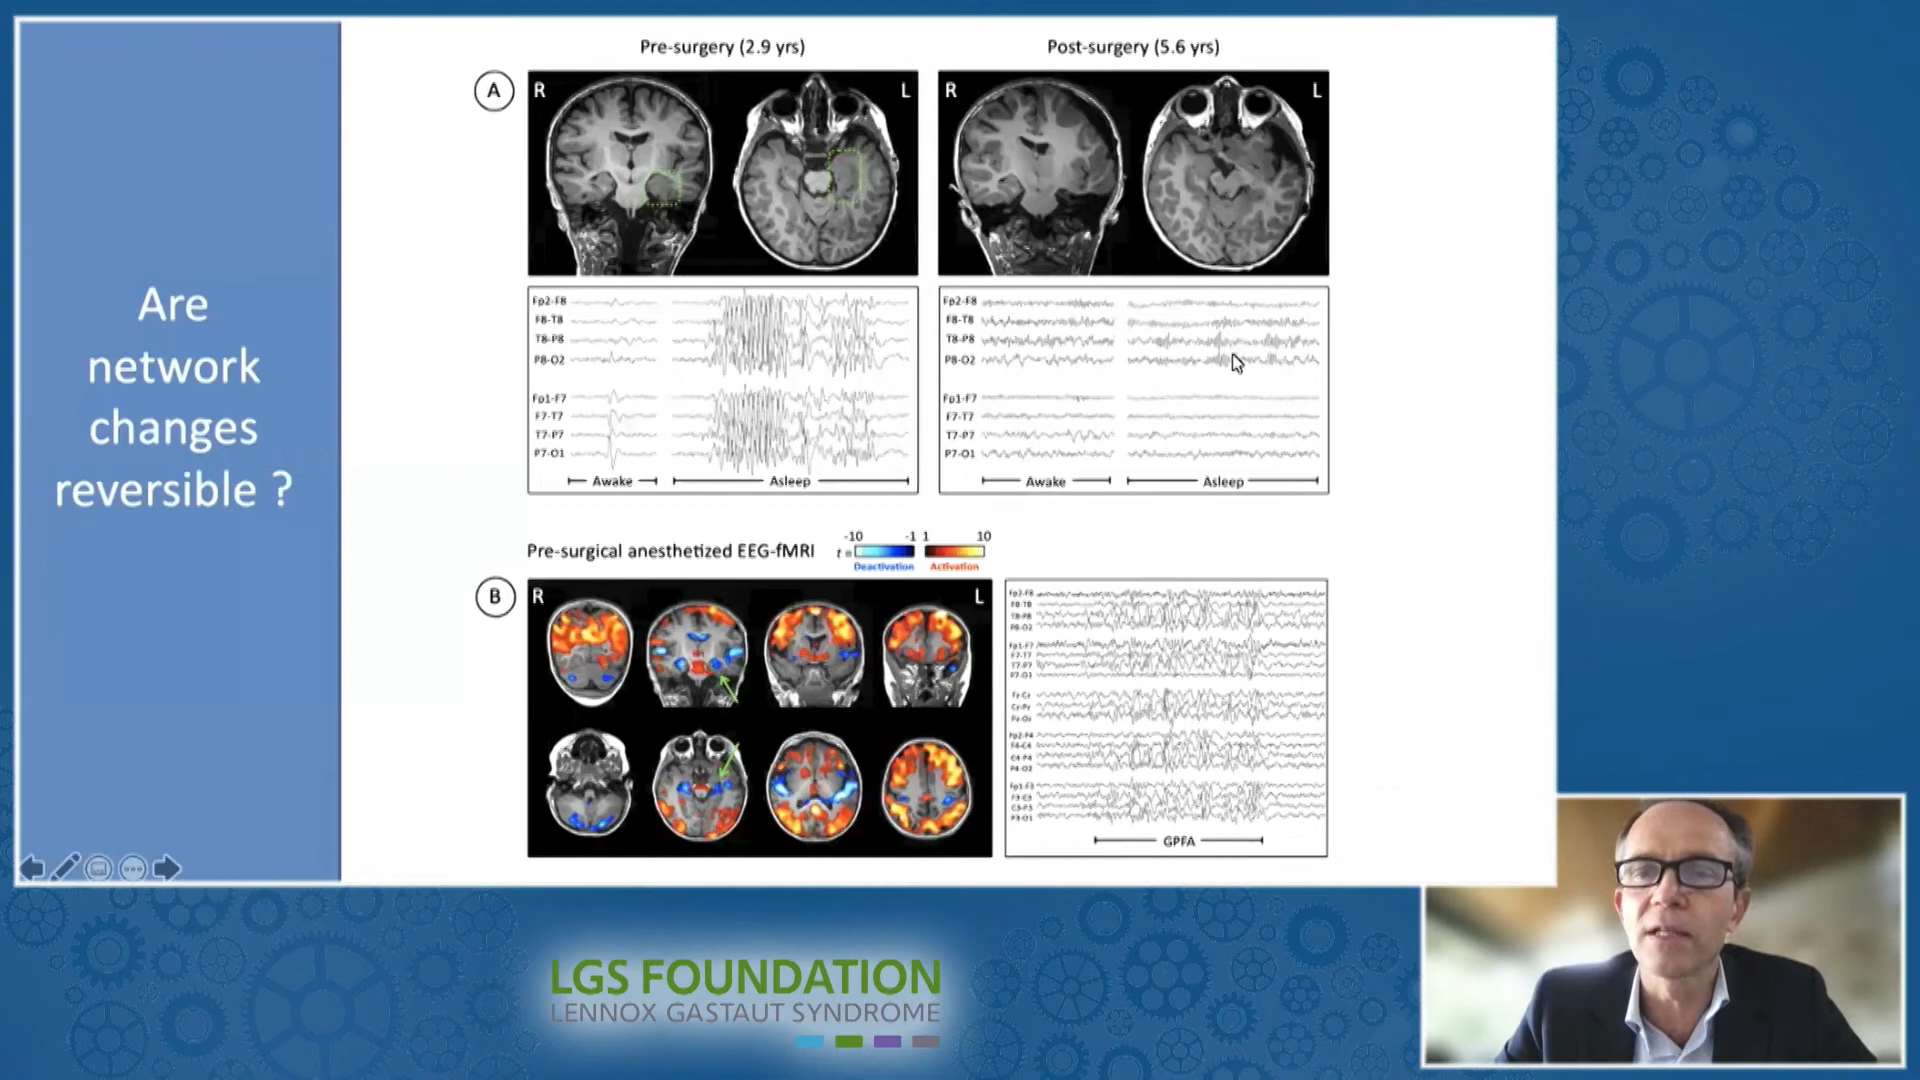 Are
network
changes
reversible ?
Pre-surgery (2.9 yrs)
Post-surgery (5.6 yrs)
A
R
L
R
L
Fp2-F8
F8-T8
T8-P8
P8-O2
Fp1-F7
F7-T7
T7-P7
P7-O1
Awake
Asleep
Fp2-F8
F8-T8
T8-P8
P8-O2
Fp1-F7
F7-T7
T7-P7
P7-O1
Awake
Asleep
Pre-surgical anesthetized EEG-fMRI
-10
-1
1
10
t =
Deactivation
Activation
B
R
L
Fp2-F8
F8-T8
T8-P8
P8-O2
Fp1-F7
F7-T7
T7-P7
P7-O1
Fz-Cz
Cz-Pz
Pz-Oz
Fp2-F4
F4-C4
C4-P4
P4-O2
Fp1-F3
F3-C3
C3-P3
P3-O1
GPFA
LGS FOUNDATION
LENNOX GASTAUT SYNDROME